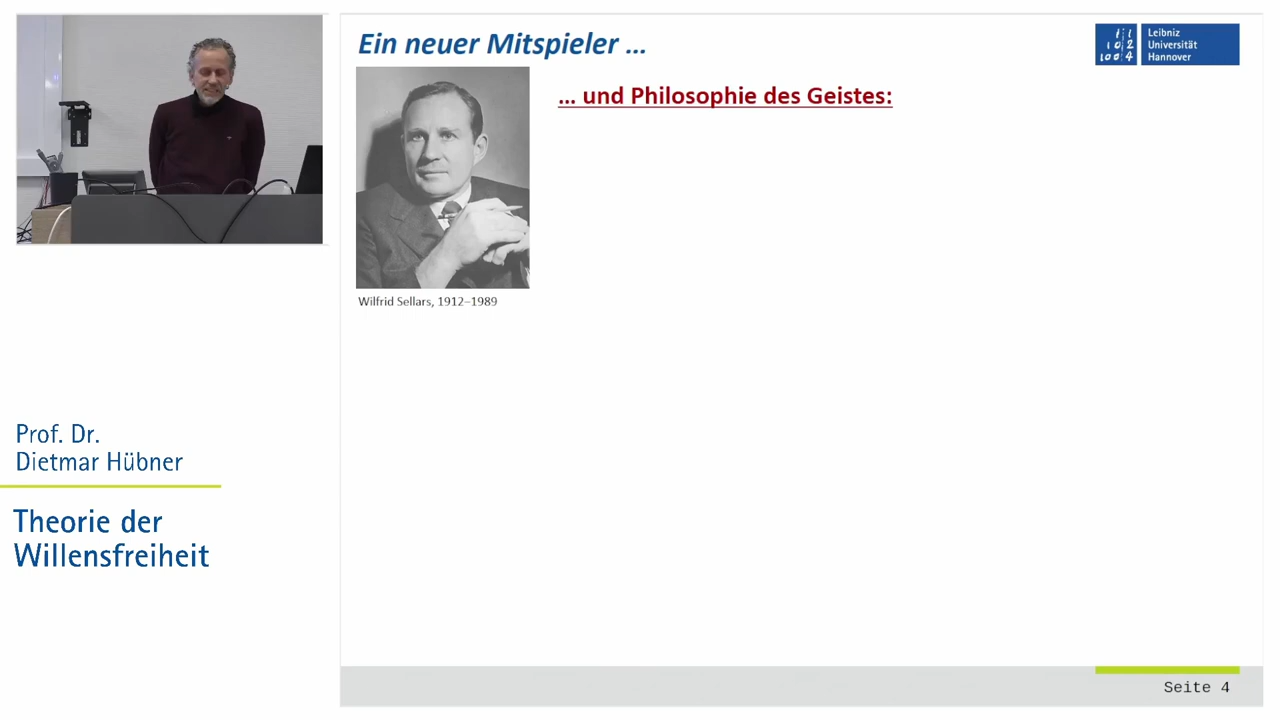 Ein neuer Mitspieler ...
Leibniz
Universität
Hannover
... und Philosophie des Geistes:
Wilfrid Sellars, 1912–1989
Prof. Dr.
Dietmar Hübner
Theorie der
Willensfreiheit
Seite 4